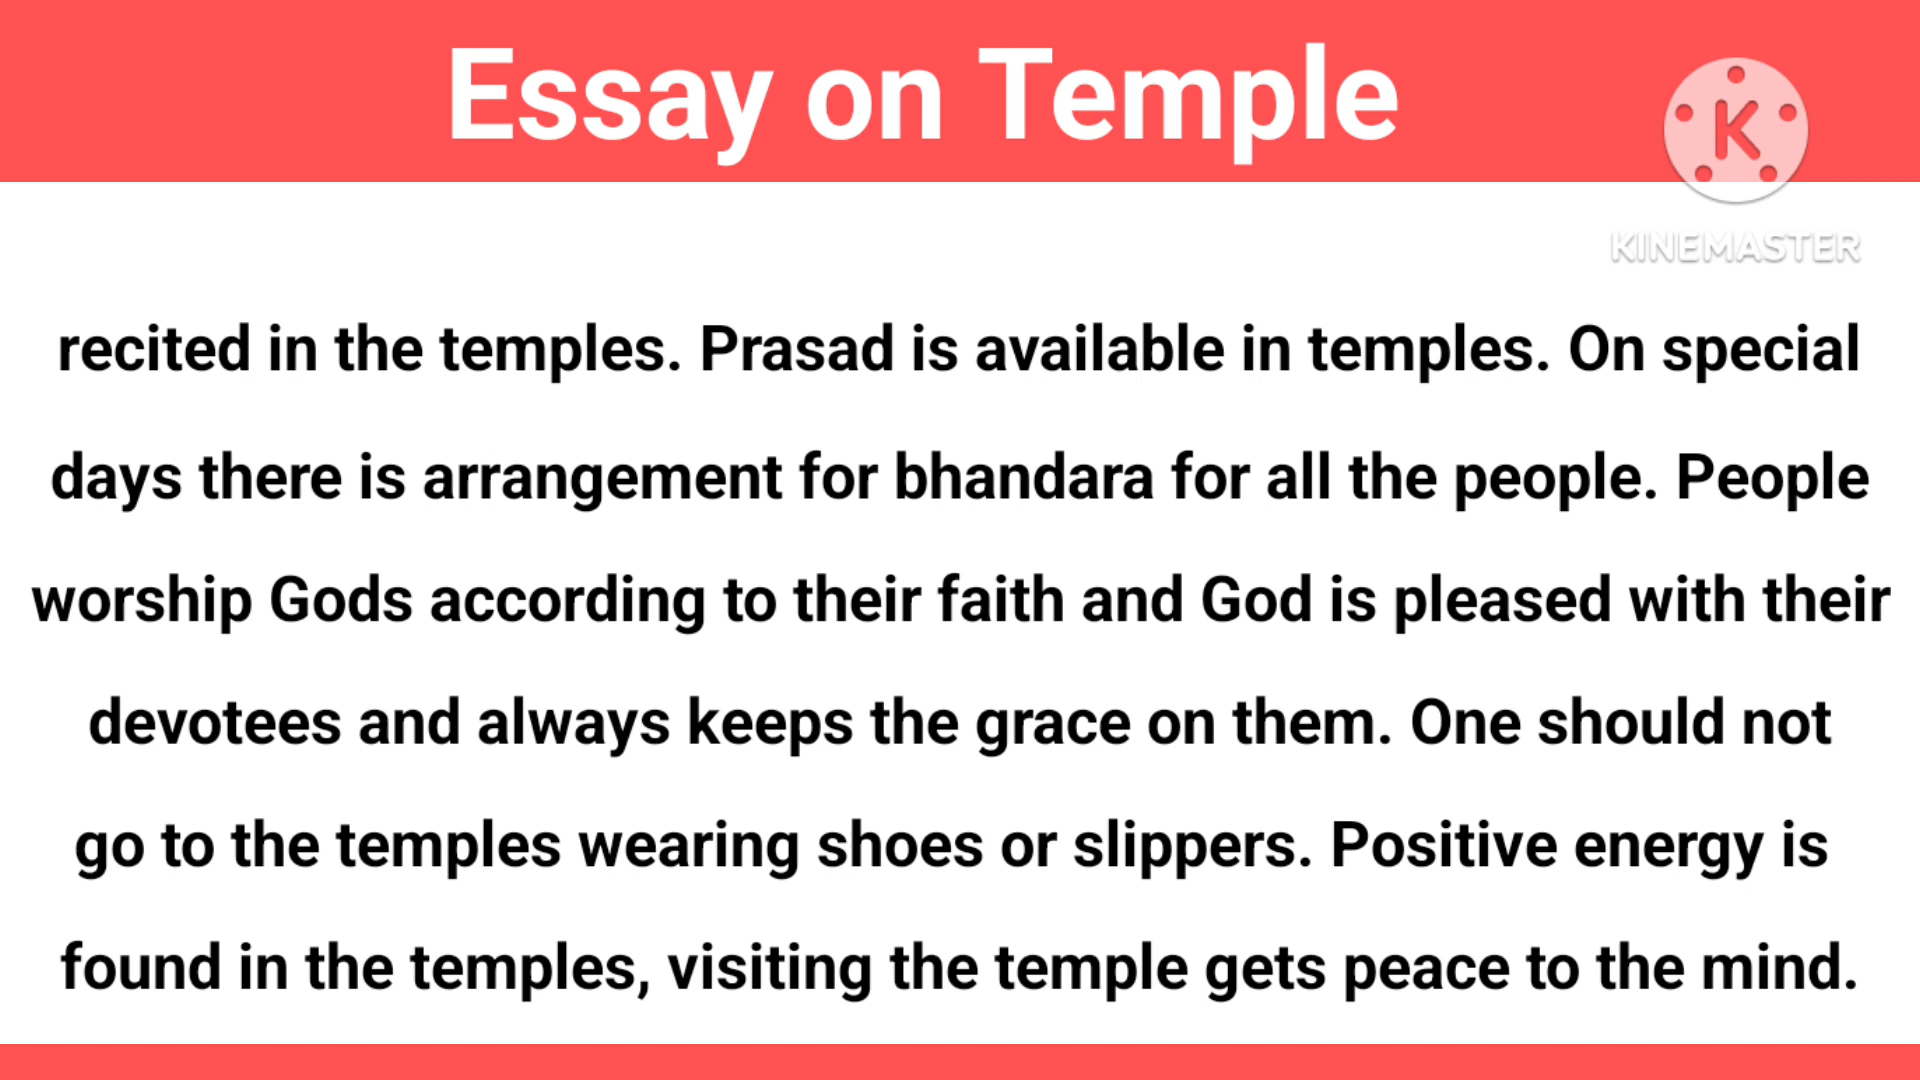 Essay on Temple
K
KINEMASTER
recited in the temples. Prasad is available in temples. On special
days there is arrangement for bhandara for all the people. People
worship Gods according to their faith and God is pleased with their
devotees and always keeps the grace on them. One should not
go to the temples wearing shoes or slippers. Positive energy is
found in the temples, visiting the temple gets peace to the mind.